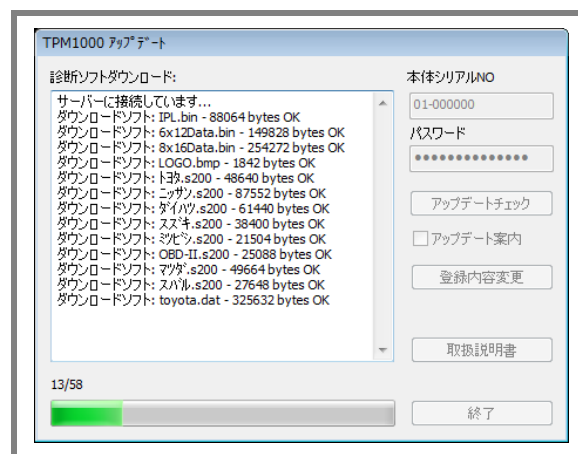 TPM1000 ｱｯﾌﾟﾃﾞｰﾄ
診断ソフトダウンロード:
サーバーに接続しています...
ダウンロードソフト: IPL.bin - 88064 bytes OK
ダウンロードソフト: 6x12Data.bin - 149828 bytes OK
ダウンロードソフト: 8x16Data.bin - 254272 bytes OK
ダウンロードソフト: LOGO.bmp - 1842 bytes OK
ダウンロードソフト: ﾄﾖﾀ.s200 - 48640 bytes OK
ダウンロードソフト: ﾆｯｻﾝ.s200 - 87552 bytes OK
ダウンロードソフト: ﾀﾞｲﾊﾂ.s200 - 61440 bytes OK
ダウンロードソフト: ｽｽﾞｷ.s200 - 38400 bytes OK
ダウンロードソフト: ﾐﾂﾋﾞｼ.s200 - 21504 bytes OK
ダウンロードソフト: OBD-II.s200 - 25088 bytes OK
ダウンロードソフト: ﾏﾂﾀﾞ.s200 - 49664 bytes OK
ダウンロードソフト: ｽﾊﾞﾙ.s200 - 27648 bytes OK
ダウンロードソフト: toyota.dat - 325632 bytes OK
13/58
本体シリアルNO
01-000000
パスワード
●●●●●●●●●●●●●●
アップデートチェック
アップデート案内
登録内容変更
取扱説明書
終了